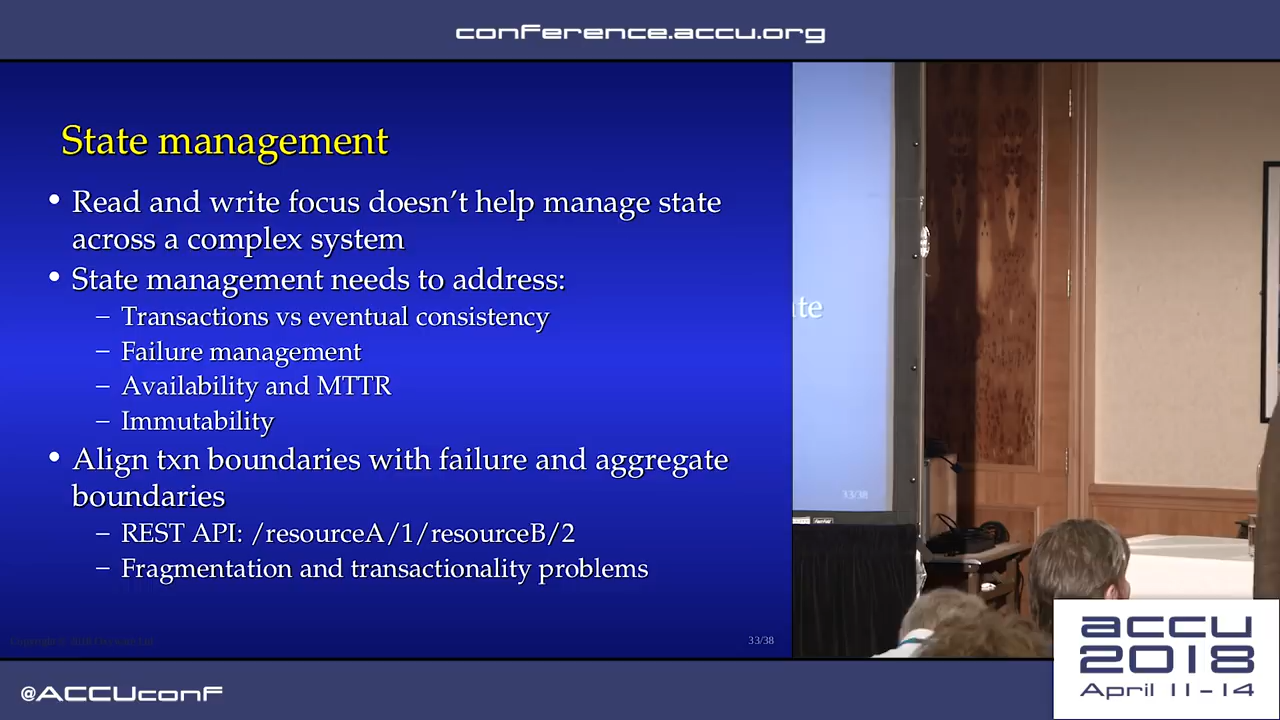 conference.accu.org
State management
• Read and write focus doesn't help manage state
across a complex system
• State management needs to address:
– Transactions vs eventual consistency
– Failure management
– Availability and MTTR
– Immutability
• Align txn boundaries with failure and aggregate
boundaries
– REST API: /resourceA/1/resourceB/2
– Fragmentation and transactionality problems
33/38
te
33/38
@ACCUconf
accu
2018
April 11-14